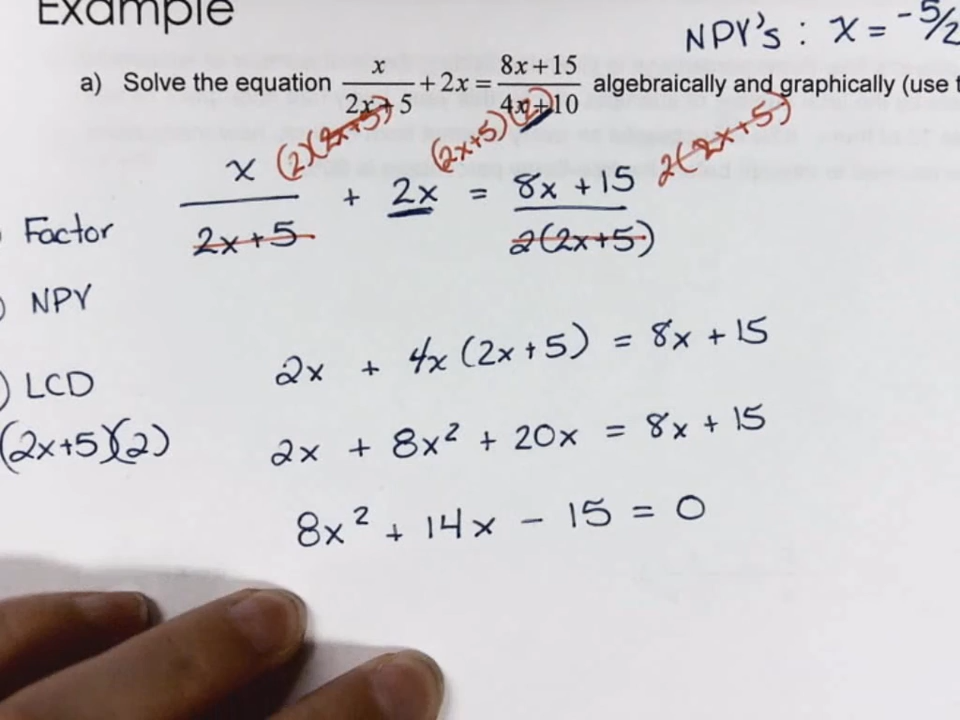 Example
NPV's : x = -5/2
a) Solve the equation x/(2x+5) + 2x = (8x+15)/(4x+10) algebraically and graphically (use
x (2)(2x+5) + 2x (2x+5)(2) = 8x + 15 2(2x+5)
2x+5 2(2x+5)
Factor
NPV
2x + 4x (2x+5) = 8x + 15
LCD
(2x+5)(2)
2x + 8x² + 20x = 8x + 15
8x² + 14x - 15 = 0